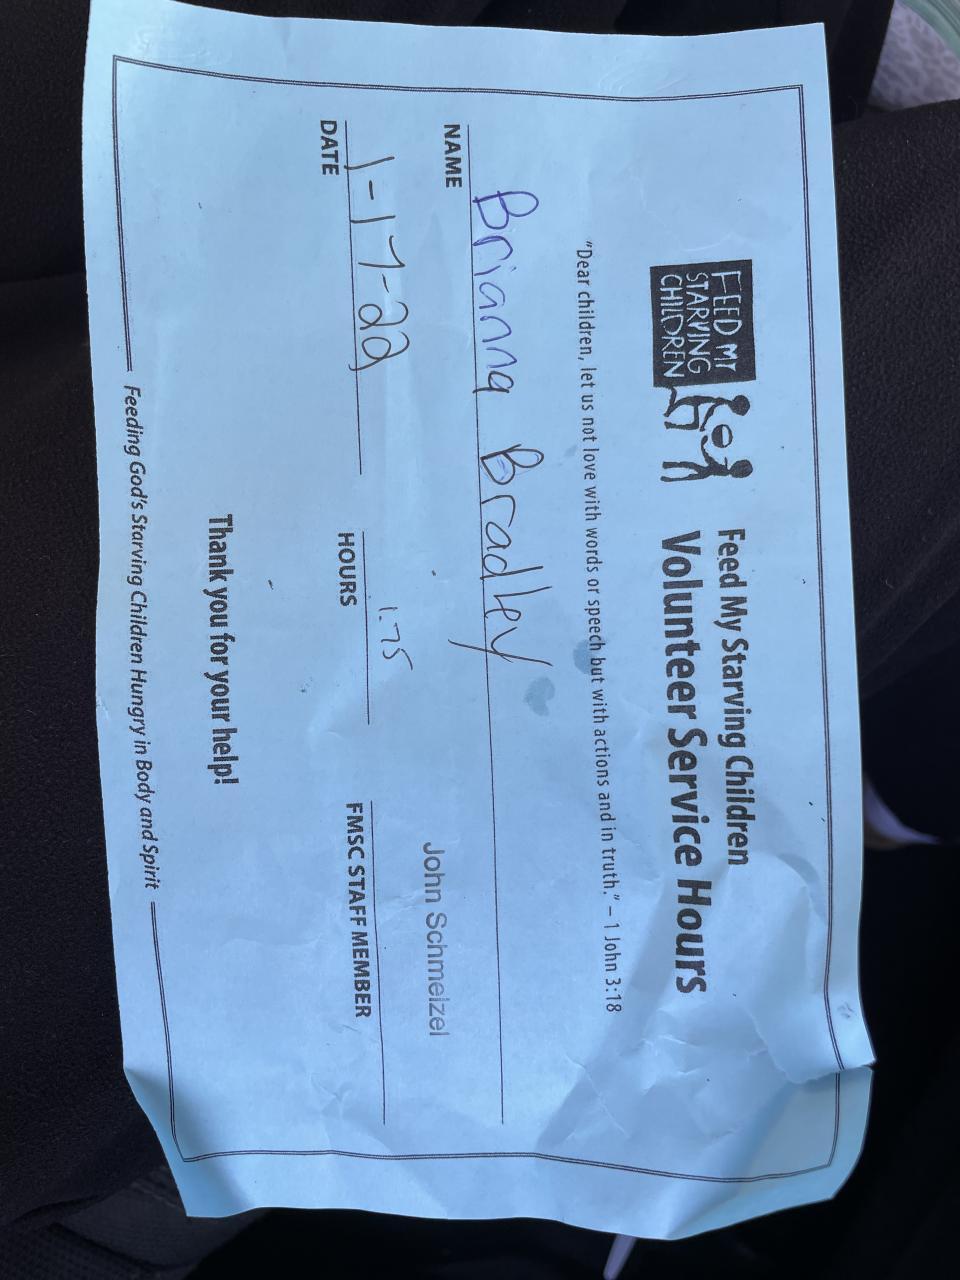 FEED MY
STARVING
CHILDREN
Feed My Starving Children
Volunteer Service Hours
"Dear children, let us not love with words or speech but with actions and in truth." – 1 John 3:18
Brianna Bradley
NAME
John Schmelzel
1-17-22
1.75
DATE
HOURS
FMSC STAFF MEMBER
Thank you for your help!
Feeding God's Starving Children Hungry in Body and Spirit